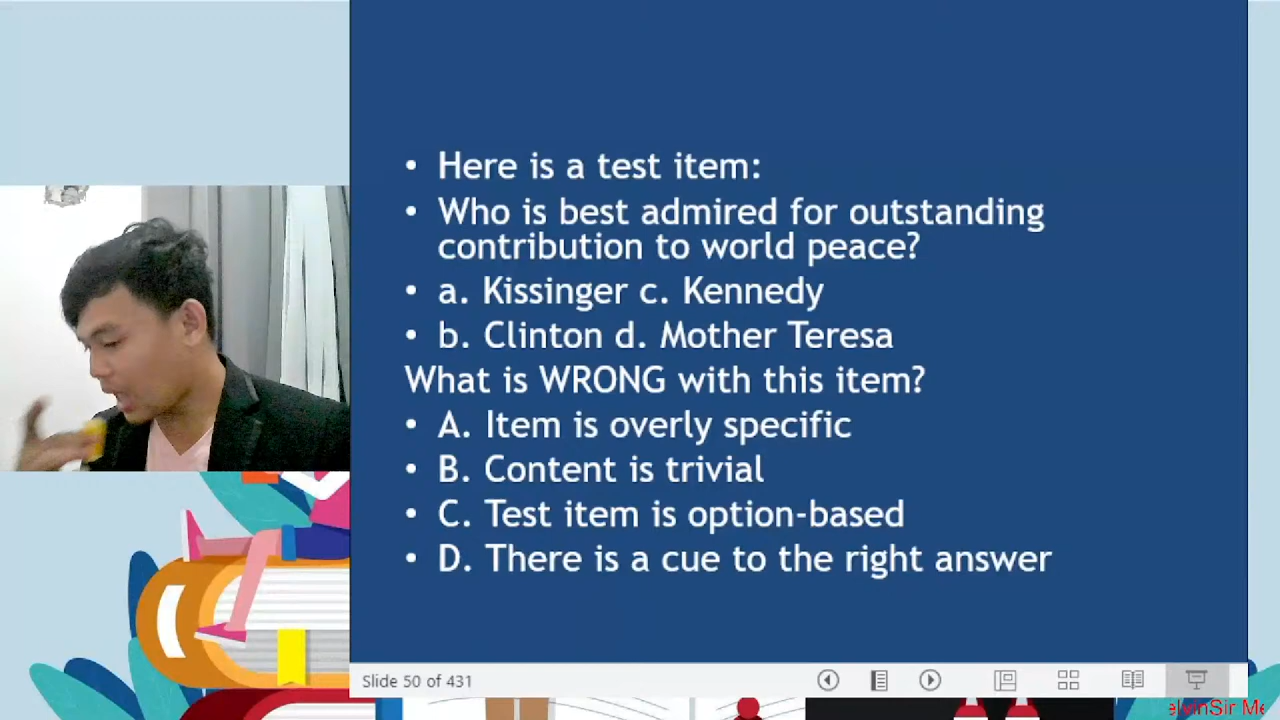 Here is a test item:
Who is best admired for outstanding
contribution to world peace?
a. Kissinger c. Kennedy
b. Clinton d. Mother Teresa
What is WRONG with this item?
A. Item is overly specific
B. Content is trivial
C. Test item is option-based
D. There is a cue to the right answer
Slide 50 of 431